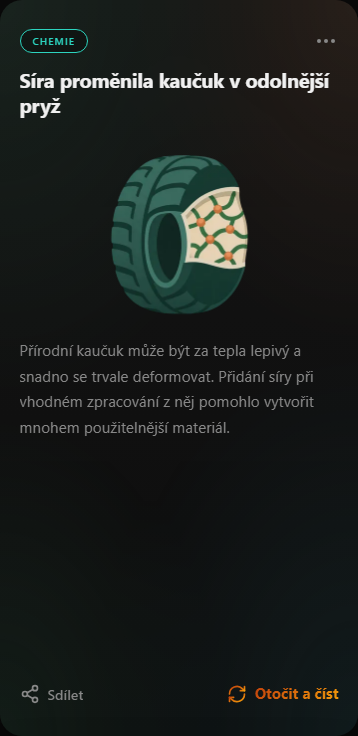 CHEMIE
Síra proměnila kaučuk v odolnější
pryž
Přírodní kaučuk může být za tepla lepivý a
snadno se trvale deformovat. Přidání síry při
vhodném zpracování z něj pomohlo vytvořit
mnohem použitelnější materiál.
Sdílet
Otočit a číst